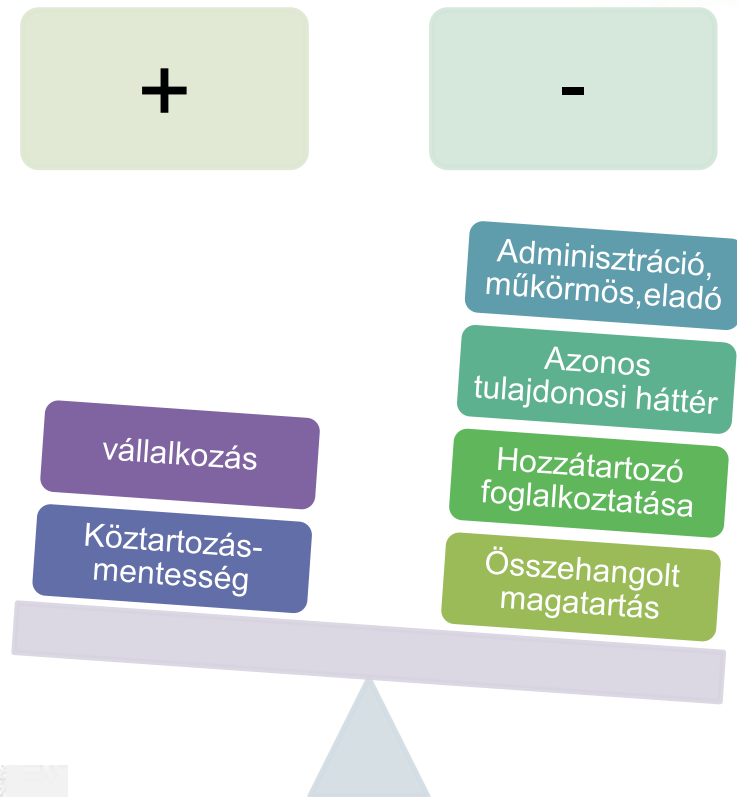 +
-
Adminisztráció,
műkörmös,eladó
Azonos
tulajdonosi háttér
Hozzátartozó
foglalkoztatása
Összehangolt
magatartás
vállalkozás
Köztartozás-
mentesség